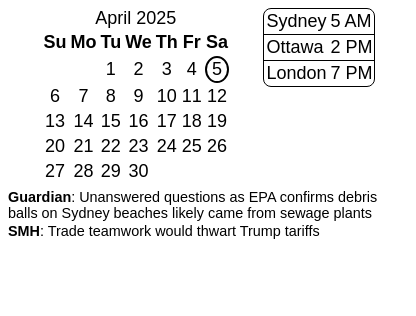 April 2025
Su Mo Tu We Th Fr Sa
1 2 3 4 5
6 7 8 9 10 11 12
13 14 15 16 17 18 19
20 21 22 23 24 25 26
27 28 29 30
Sydney 5 AM
Ottawa 2 PM
London 7 PM
Guardian: Unanswered questions as EPA confirms debris
balls on Sydney beaches likely came from sewage plants
SMH: Trade teamwork would thwart Trump tariffs